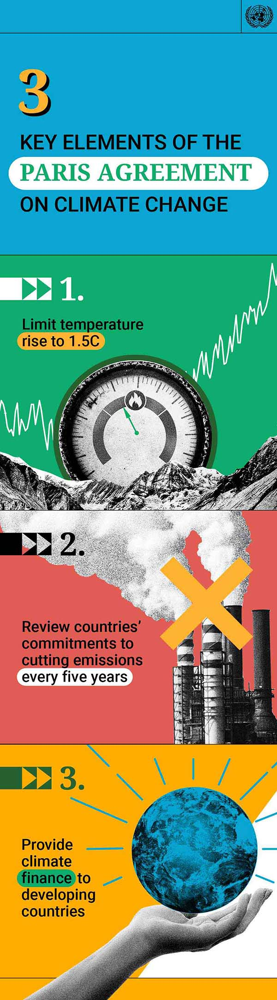 3
KEY ELEMENTS OF THE
PARIS AGREEMENT
ON CLIMATE CHANGE
1.
Limit temperature
rise to 1.5C
2.
Review countries’
commitments to
cutting emissions
every five years
3.
Provide
climate
finance to
developing
countries